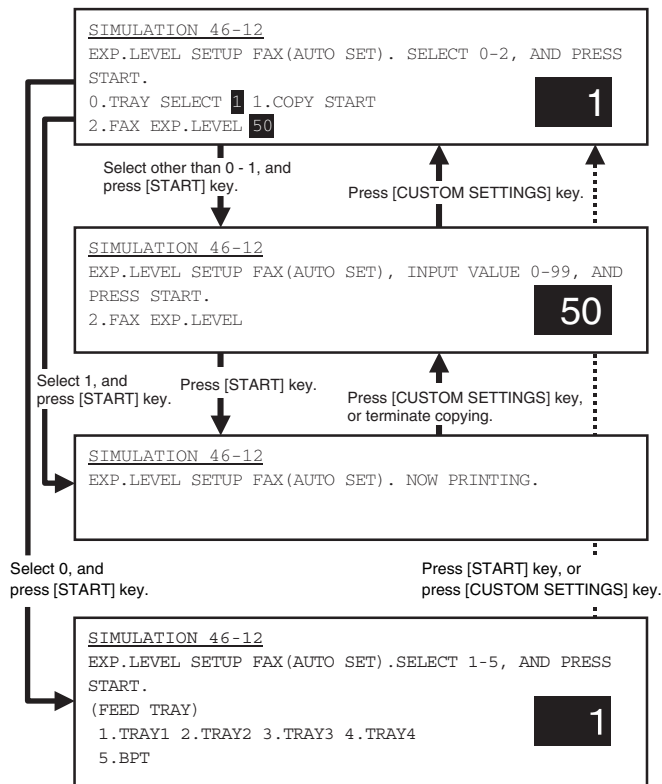 SIMULATION 46-12
EXP.LEVEL SETUP FAX(AUTO SET). SELECT 0-2, AND PRESS
START.
0.TRAY SELECT 1 1.COPY START
2.FAX EXP.LEVEL 50
1
Select other than 0 - 1, and
press [START] key.
Press [CUSTOM SETTINGS] key.
SIMULATION 46-12
EXP.LEVEL SETUP FAX(AUTO SET), INPUT VALUE 0-99, AND
PRESS START.
2.FAX EXP.LEVEL
50
Select 1, and
press [START] key.
Press [START] key.
Press [CUSTOM SETTINGS] key,
or terminate copying.
SIMULATION 46-12
EXP.LEVEL SETUP FAX(AUTO SET). NOW PRINTING.
Select 0, and
press [START] key.
Press [START] key, or
press [CUSTOM SETTINGS] key.
SIMULATION 46-12
EXP.LEVEL SETUP FAX(AUTO SET).SELECT 1-5, AND PRESS
START.
(FEED TRAY)
1.TRAY1 2.TRAY2 3.TRAY3 4.TRAY4
5.BPT
1